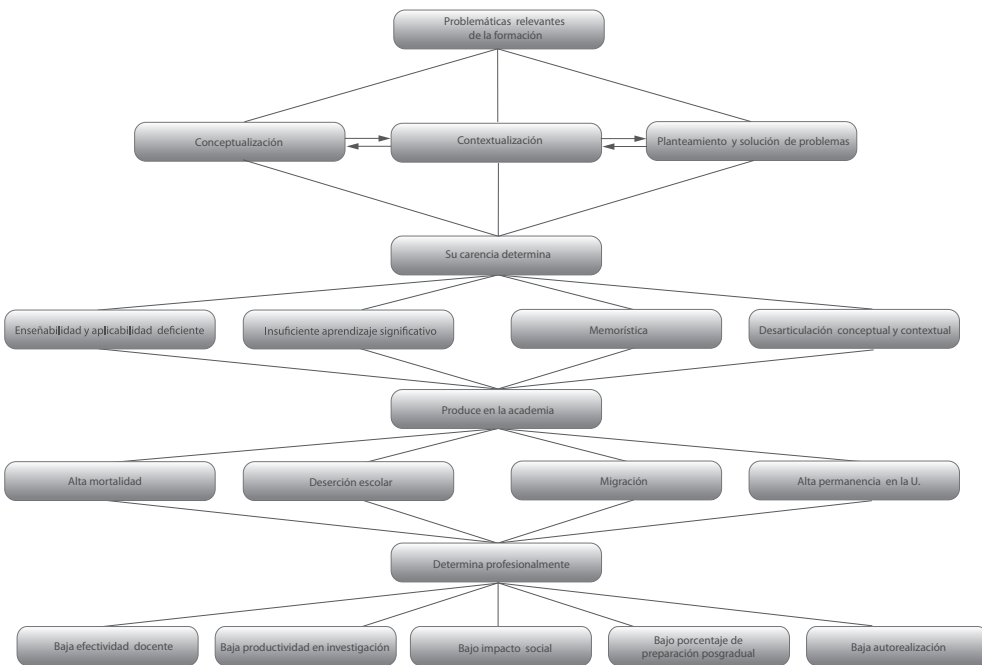 Problemáticas relevantes
de la formación
Conceptualización
Contextualización
Planteamiento y solución de problemas
Su carencia determina
Enseñabilidad y aplicabilidad deficiente
Insuficiente aprendizaje significativo
Memorística
Desarticulación conceptual y contextual
Produce en la academia
Alta mortalidad
Deserción escolar
Migración
Alta permanencia en la U.
Determina profesionalmente
Baja efectividad docente
Baja productividad en investigación
Bajo impacto social
Bajo porcentaje de
preparación posgradual
Baja autorealización